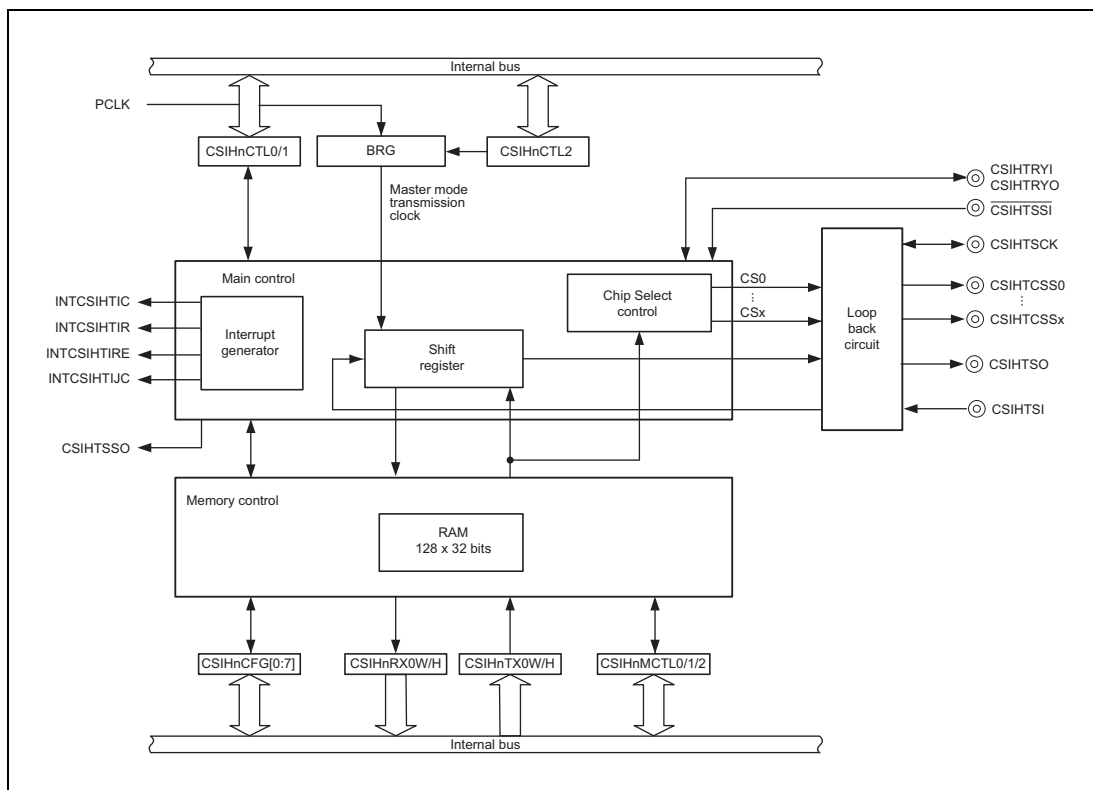 Internal bus
PCLK
CSIHnCTL0/1
BRG
CSIHnCTL2
Master mode
transmission
clock
CSIHTRYI
CSIHTRYO
CSIHTSSI
CSIHTSCK
Main control
CS0
CSIHTCSS0
INTCSIHTIC
Interrupt
generator
Chip Select
control
Loop
back
circuit
INTCSIHTIR
CSx
CSIHTCSSx
INTCSIHTIRE
Shift
register
INTCSIHTIJC
CSIHTSO
CSIHTSI
CSIHTSSO
Memory control
RAM
128 x 32 bits
CSIHnCFG[0:7]
CSIHnRX0W/H
CSIHnTX0W/H
CSIHnMCTL0/1/2
Internal bus